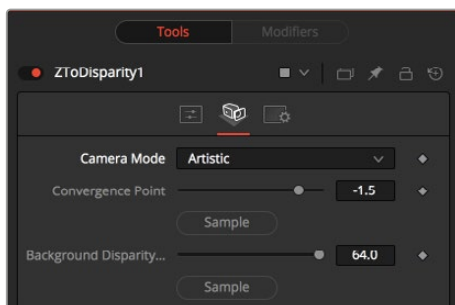 Tools Modifiers
ZToDisparity1
Camera Mode Artistic
Convergence Point -1.5
Sample
Background Disparity... 64.0
Sample